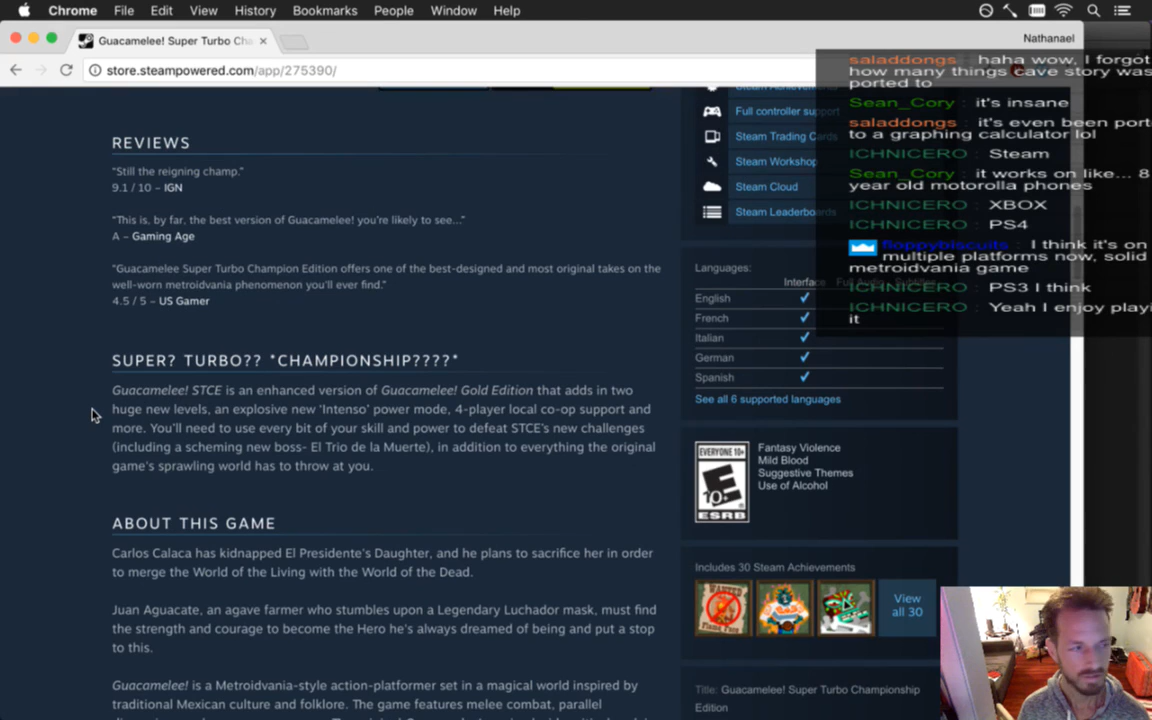 Chrome File Edit View History Bookmarks People Window Help
Guacamelee! Super Turbo Cha
Nathanael
store.steampowered.com/app/275390/
REVIEWS
"Still the reigning champ."
9.1 / 10 – IGN
"This is, by far, the best version of Guacamelee! you're likely to see..."
A – Gaming Age
"Guacamelee Super Turbo Champion Edition offers one of the best-designed and most original takes on the
well-worn metroidvania phenomenon you'll ever find."
4.5 / 5 – US Gamer
SUPER? TURBO?? *CHAMPIONSHIP????*
Guacamelee! STCE is an enhanced version of Guacamelee! Gold Edition that adds in two
huge new levels, an explosive new 'Intenso' power mode, 4-player local co-op support and
more. You'll need to use every bit of your skill and power to defeat STCE's new challenges
(including a scheming new boss- El Trio de la Muerte), in addition to everything the original
game's sprawling world has to throw at you.
ABOUT THIS GAME
Carlos Calaca has kidnapped El Presidente's Daughter, and he plans to sacrifice her in order
to merge the World of the Living with the World of the Dead.
Juan Aguacate, an agave farmer who stumbles upon a Legendary Luchador mask, must find
the strength and courage to become the Hero he's always dreamed of being and put a stop
to this.
Guacamelee! is a Metroidvania-style action-platformer set in a magical world inspired by
traditional Mexican culture and folklore. The game features melee combat, parallel
Steam Achievements
Full controller support
Steam Trading Cards
Steam Workshop
Steam Cloud
Steam Leaderboards
Languages:
Interface Full Audio
English
French
Italian
German
Spanish
See all 6 supported languages
EVERYONE 10+
E
10+
ESRB
Fantasy Violence
Mild Blood
Suggestive Themes
Use of Alcohol
Includes 30 Steam Achievements
WANTED
View
all 30
Title: Guacamelee! Super Turbo Championship
Edition
saladdongs : haha wow, I forgot
how many things cave story was
ported to
Sean_Cory : it's insane
saladdongs : it's even been port
to a graphing calculator lol
ICHNICERO : Steam
Sean_Cory : it works on like... 8
year old motorolla phones
ICHNICERO : XBOX
ICHNICERO : PS4
floppybiscuits : I think it's on
multiple platforms now, solid
metroidvania game
ICHNICERO : PS3 I think
ICHNICERO : Yeah I enjoy playi
it